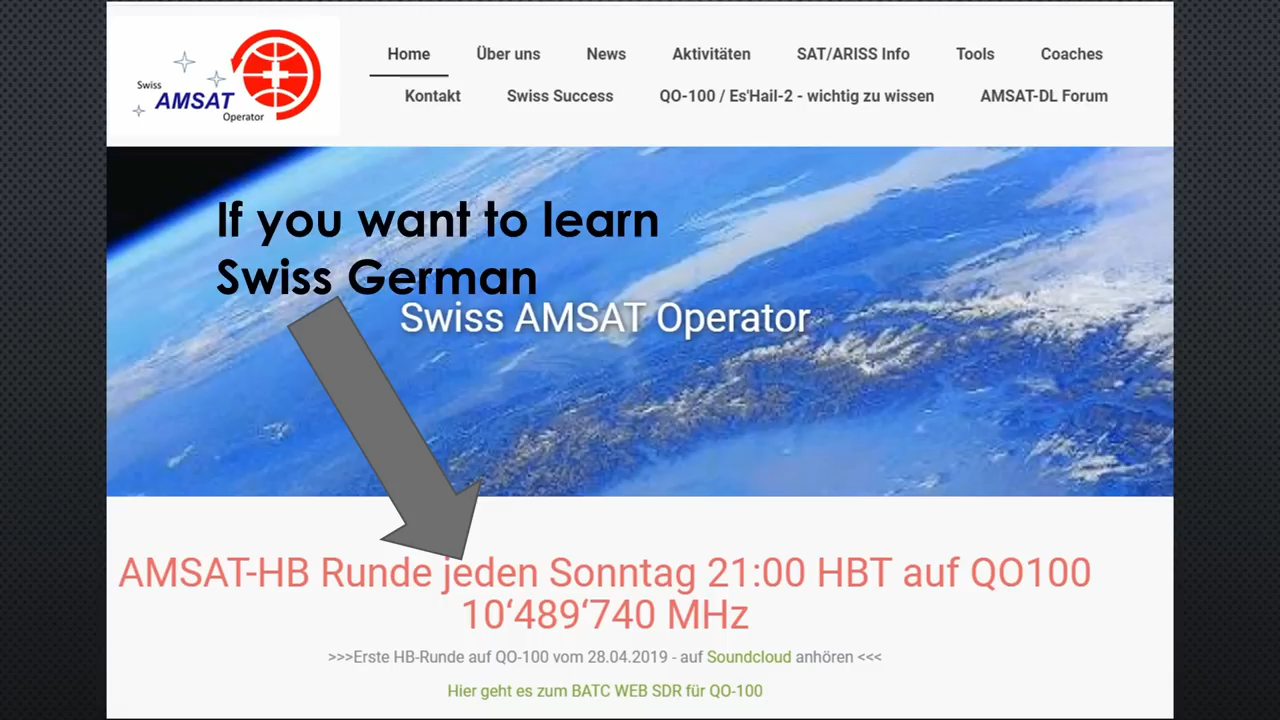 Swiss
AMSAT
Operator
Home Über uns News Aktivitäten SAT/ARISS Info Tools Coaches
Kontakt Swiss Success QO-100 / Es'Hail-2 - wichtig zu wissen AMSAT-DL Forum
If you want to learn
Swiss German
Swiss AMSAT Operator
AMSAT-HB Runde jeden Sonntag 21:00 HBT auf QO100
10‘489‘740 MHz
>>>Erste HB-Runde auf QO-100 vom 28.04.2019 - auf Soundcloud anhören <<<
Hier geht es zum BATC WEB SDR für QO-100